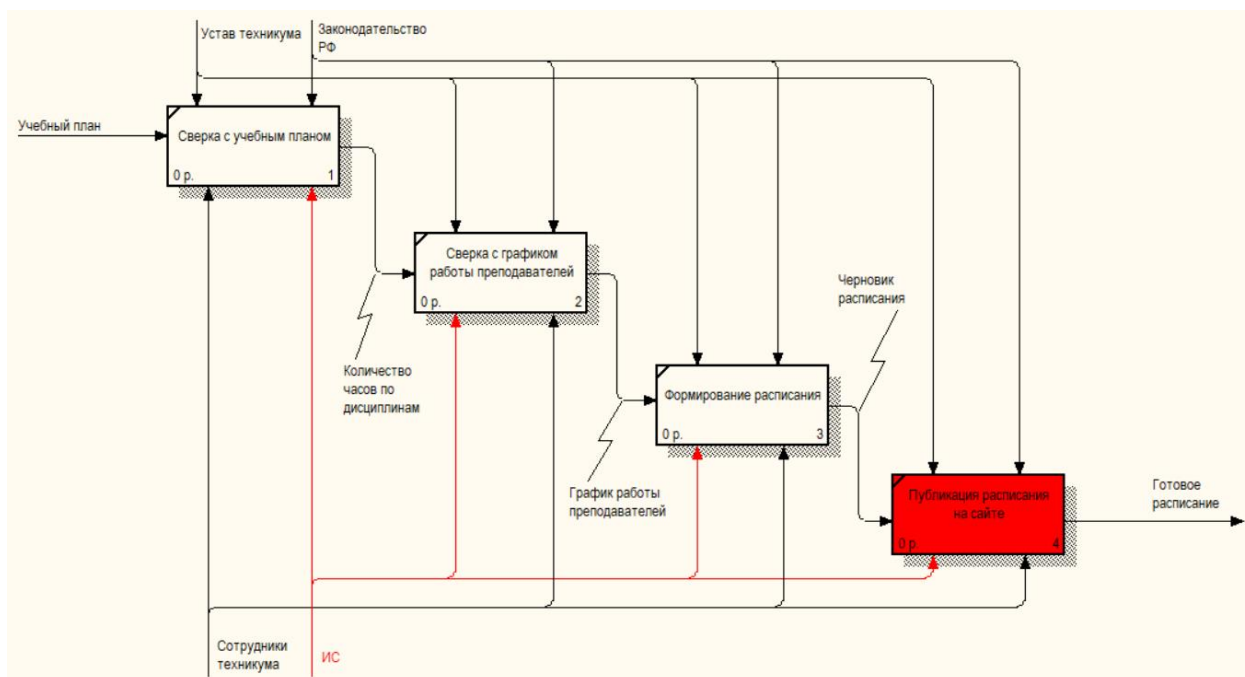 Устав техникума
Законодательство
РФ
Учебный план
Сверка с учебным планом
0 р.
1
Сверка с графиком
работы преподавателей
0 р.
2
Черновик
расписания
Количество
часов по
дисциплинам
Формирование расписания
0 р.
3
График работы
преподавателей
Публикация расписания
на сайте
0 р.
4
Готовое
расписание
Сотрудники
техникума
ИС